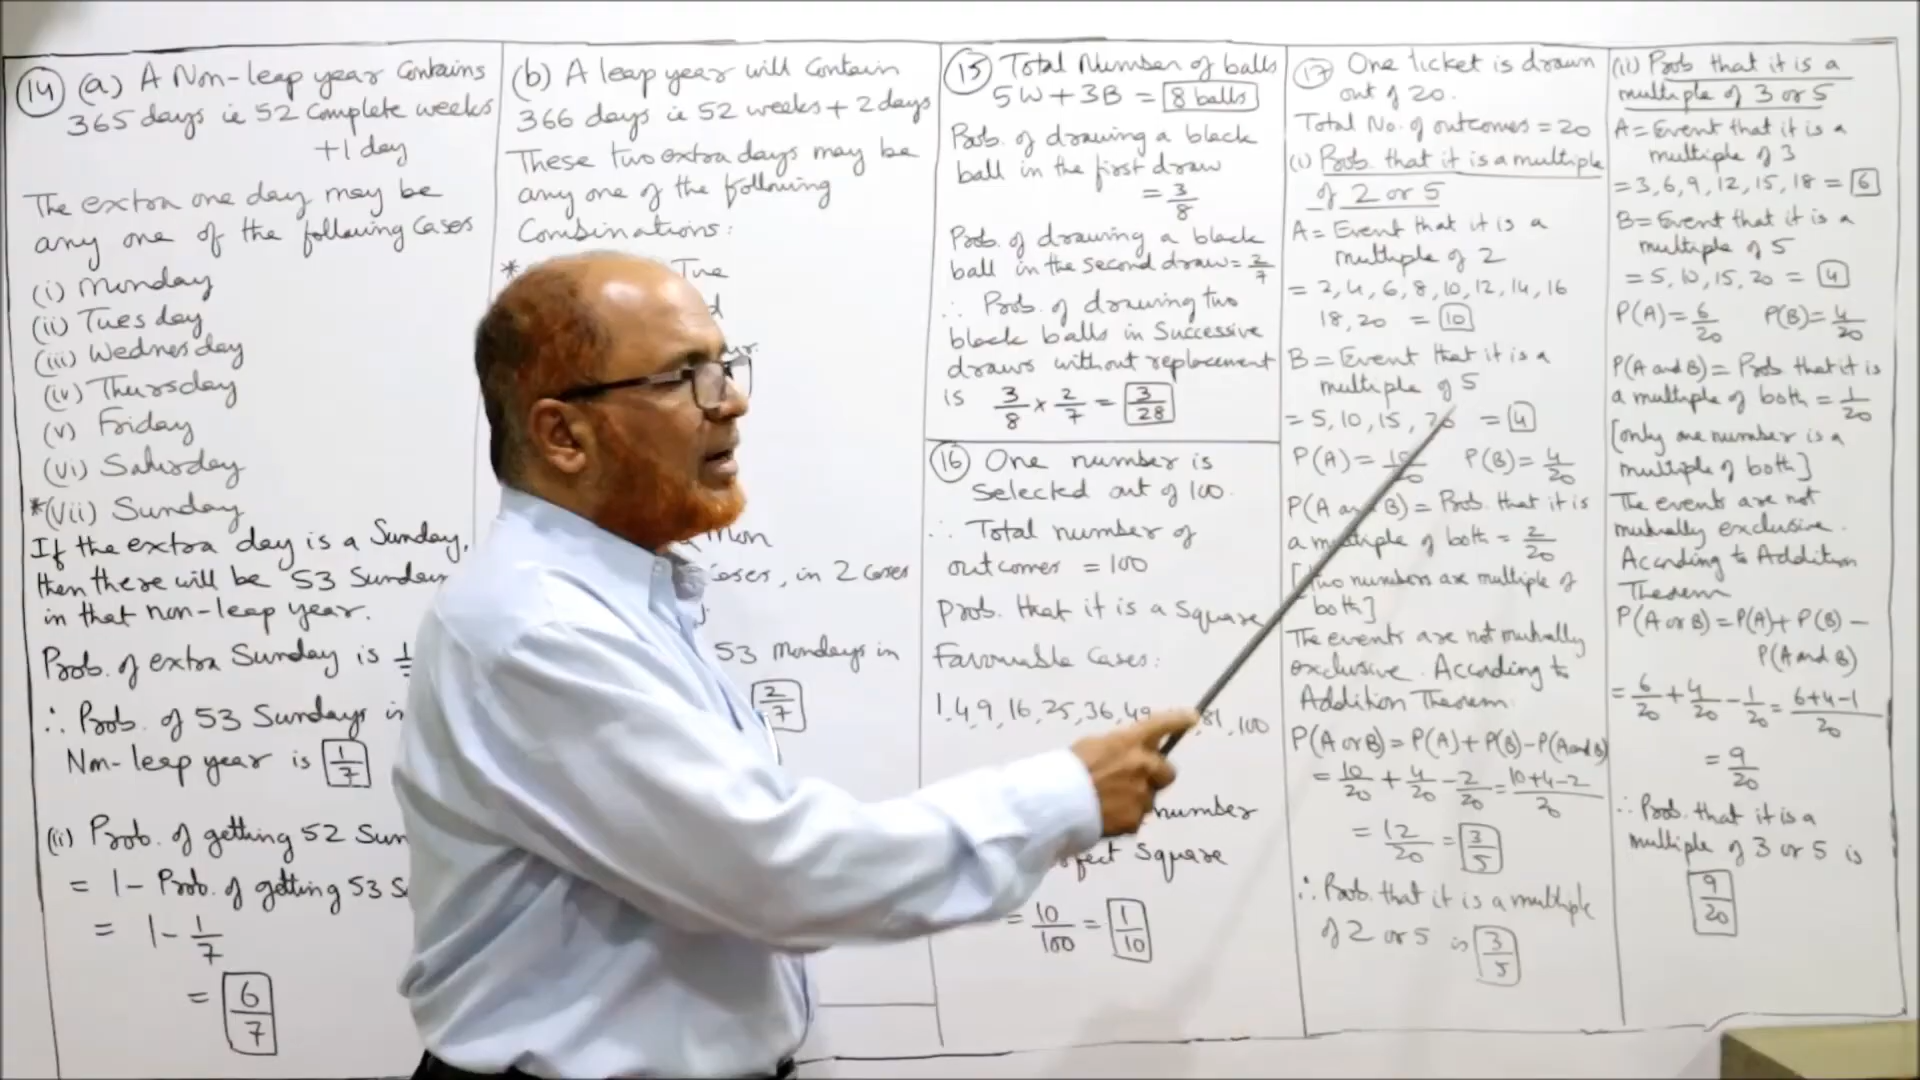 (14) (a) A Non-leap year Contains
365 days ie 52 Complete weeks
+1 day
The extra one day may be
any one of the following Cases
(i) Monday
(ii) Tuesday
(iii) Wednesday
(iv) Thursday
(v) Friday
(vi) Saturday
*(vii) Sunday
If the extra day is a Sunday,
then there will be 53 Sundays
in that non-leap year.
Prob. of extra Sunday is
∴ Prob. of 53 Sundays in
Non-leap year is 1/7
(ii) Prob. of getting 52 Sun
= 1 - Prob. of getting 53 S
= 1 - 1/7
= 6/7
(b) A leap year will Contain
366 days ie 52 weeks + 2 days
These two extra days may be
any one of the following
Combinations:
* Tue
Mon
Cases, in 2 Cases
53 Mondays in
2/7
(15) Total Number of balls
5W + 3B = 8 balls
Prob. of drawing a black
ball in the first draw
= 3/8
Prob. of drawing a black
ball in the second draw = 2/7
∴ Prob. of drawing two
black balls in Successive
draws without replacement
is 3/8 × 2/7 = 3/28
(16) One number is
Selected out of 100.
∴ Total number of
outcomes = 100
Prob. that it is a Square
Favourable Cases:
1,4,9,16,25,36,49 ,81,100
number
Square
= 10/100 = 1/10
(17) One ticket is drawn
out of 20.
Total No. of outcomes = 20
(i) Prob. that it is a multiple
of 2 or 5
A = Event that it is a
multiple of 2
= 2, 4, 6, 8, 10, 12, 14, 16
18, 20 = 10
B = Event that it is a
multiple of 5
= 5, 10, 15, 20 = 4
P(A) = 10/20 P(B) = 4/20
P(A and B) = Prob. that it is
a multiple of both = 2/20
[Two numbers are multiple of
both]
The events are not mutually
exclusive. According to
Addition Theorem
P(A or B) = P(A) + P(B) - P(A and B)
= 10/20 + 4/20 - 2/20 = 10+4-2/20
= 12/20 = 3/5
∴ Prob. that it is a multiple
of 2 or 5 is 3/5
(ii) Prob that it is a
multiple of 3 or 5
A = Event that it is a
multiple of 3
= 3, 6, 9, 12, 15, 18 = 6
B = Event that it is a
multiple of 5
= 5, 10, 15, 20 = 4
P(A) = 6/20 P(B) = 4/20
P(A and B) = Prob that it is
a multiple of both = 1/20
[only one number is a
multiple of both]
The events are not
mutually exclusive.
According to Addition
Theorem
P(A or B) = P(A) + P(B) -
P(A and B)
= 6/20 + 4/20 - 1/20 = 6+4-1/20
= 9/20
∴ Prob. that it is a
multiple of 3 or 5 is
9/20